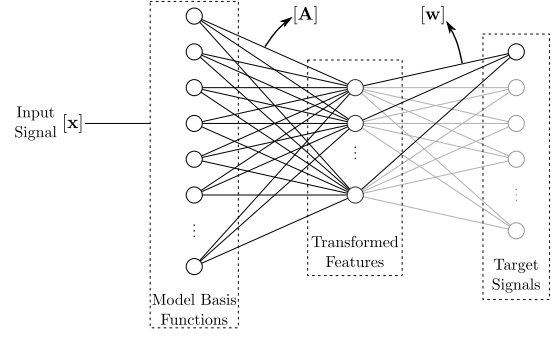 [A]
[w]
Input
Signal [x]
Transformed
Features
Target
Signals
Model Basis
Functions